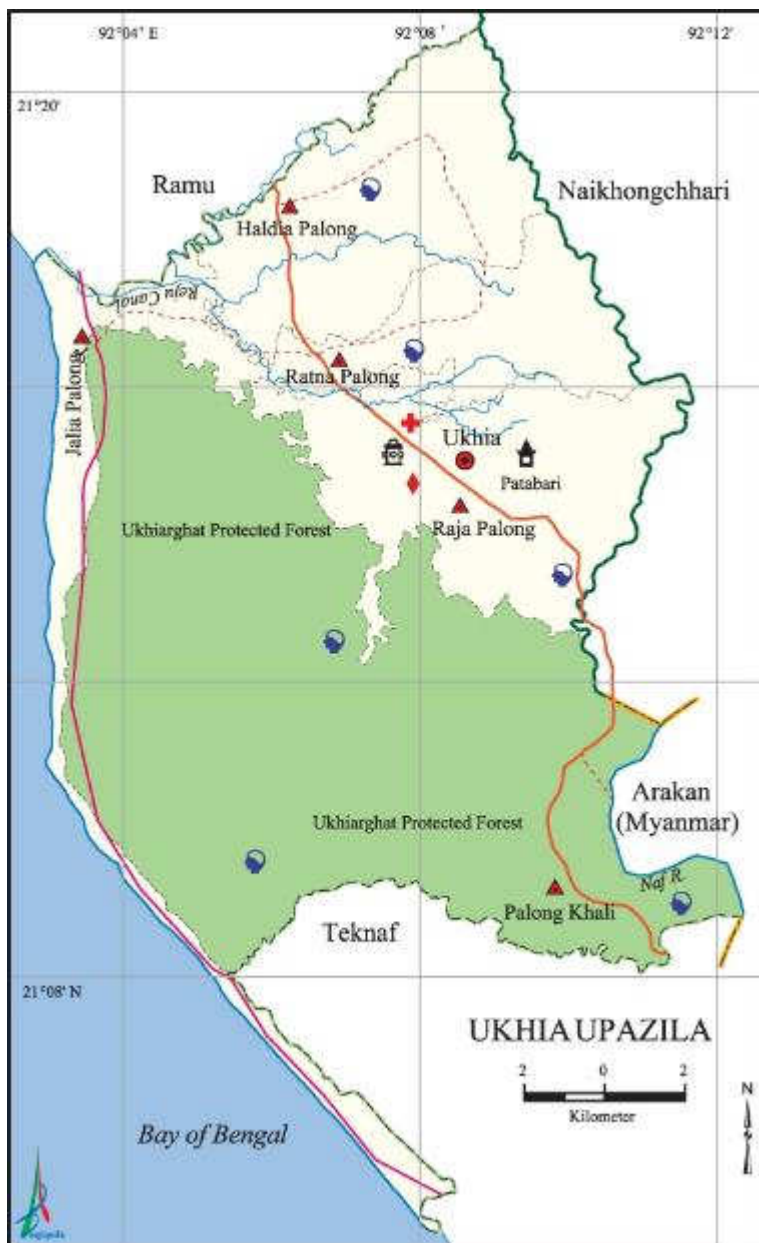 92°04' E
92°08'
92°12'
21°20'
Ramu
Naikhongchhari
Haldia Palong
Reju Canal
Jalia Palong
Ratna Palong
Ukhia
Patabari
Raja Palong
Ukhiarghat Protected Forest
Arakan
(Myanmar)
Ukhiarghat Protected Forest
Naf R.
Palong Khali
Teknaf
21°08' N
UKHIA UPAZILA
2 0 2
Kilometer
N
Bay of Bengal